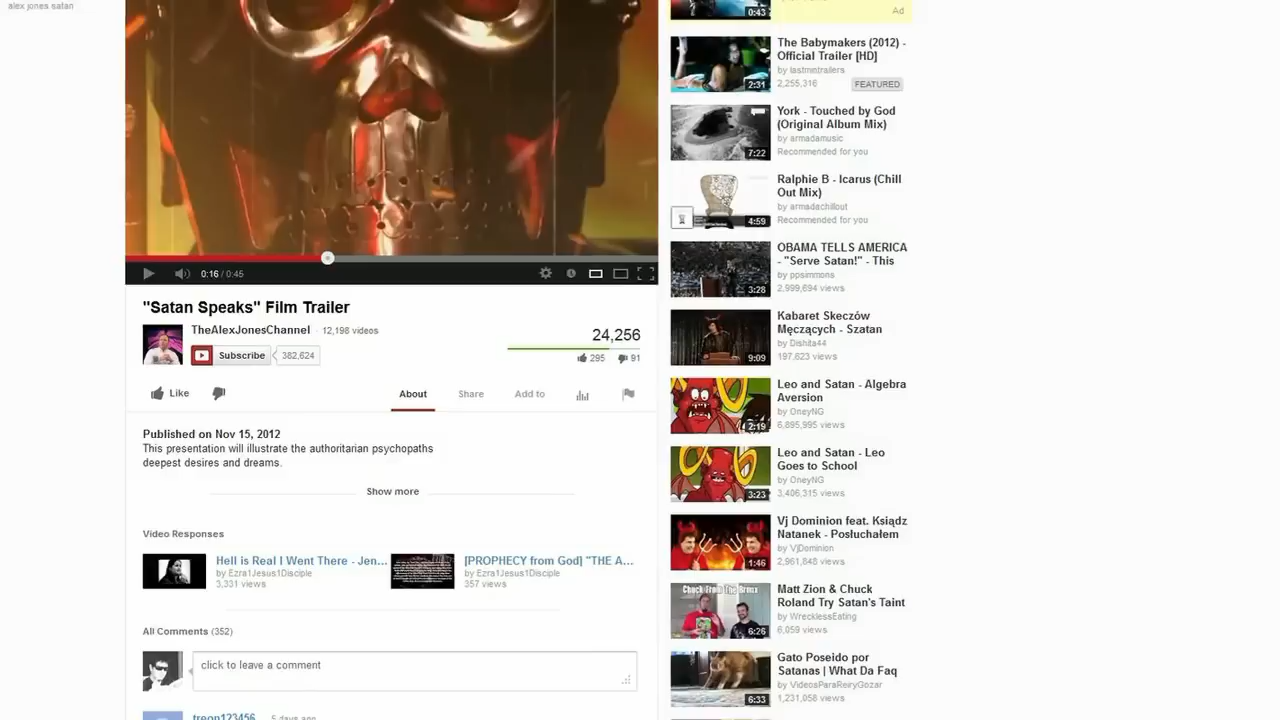 alex jones satan
0:16 / 0:45
"Satan Speaks" Film Trailer
TheAlexJonesChannel · 12,198 videos
Subscribe 382,624
24,256
295 91
Like
About Share Add to
Published on Nov 15, 2012
This presentation will illustrate the authoritarian psychopaths
deepest desires and dreams.
Show more
Video Responses
Hell is Real I Went There - Jen...
by Ezra1Jesus1Disciple
3,331 views
[PROPHECY from God] "THE A...
by Ezra1Jesus1Disciple
357 views
All Comments (352)
click to leave a comment
treon123456 5 days ago
0:43
Ad
The Babymakers (2012) -
Official Trailer [HD]
by lastmintrailers
2,255,316
FEATURED
2:31
York - Touched by God
(Original Album Mix)
by armadamusic
Recommended for you
7:22
Ralphie B - Icarus (Chill
Out Mix)
by armadachillout
Recommended for you
4:59
OBAMA TELLS AMERICA
- "Serve Satan!" - This
by ppsimmons
2,999,694 views
3:28
Kabaret Skeczów
Męczących - Szatan
by Dishita44
197,623 views
9:09
Leo and Satan - Algebra
Aversion
by OneyNG
6,895,995 views
2:19
Leo and Satan - Leo
Goes to School
by OneyNG
3,406,315 views
3:23
Vj Dominion feat. Ksiądz
Natanek - Posłuchałem
by VjDominion
2,961,848 views
1:46
Chuck From The Bronx
Matt Zion & Chuck
Roland Try Satan's Taint
by WrecklessEating
6,059 views
6:26
Gato Poseido por
Satanas | What Da Faq
by VideosParaReiryGozar
1,231,058 views
6:33